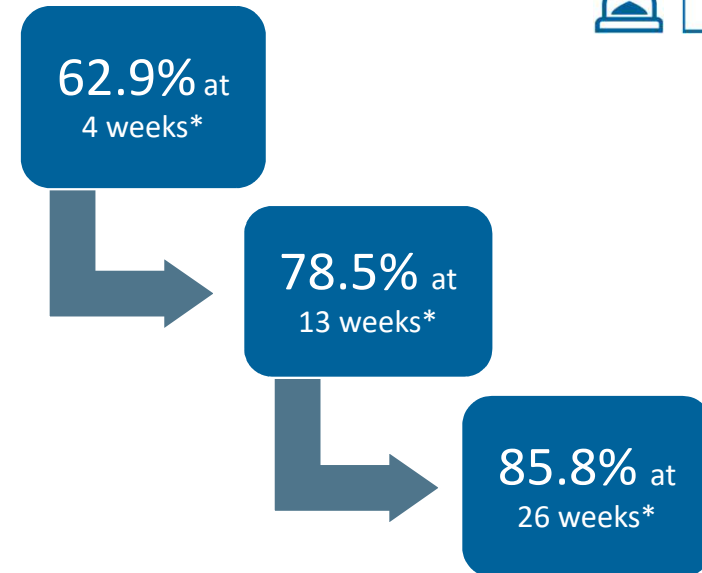 62.9% at
4 weeks*
78.5% at
13 weeks*
85.8% at
26 weeks*